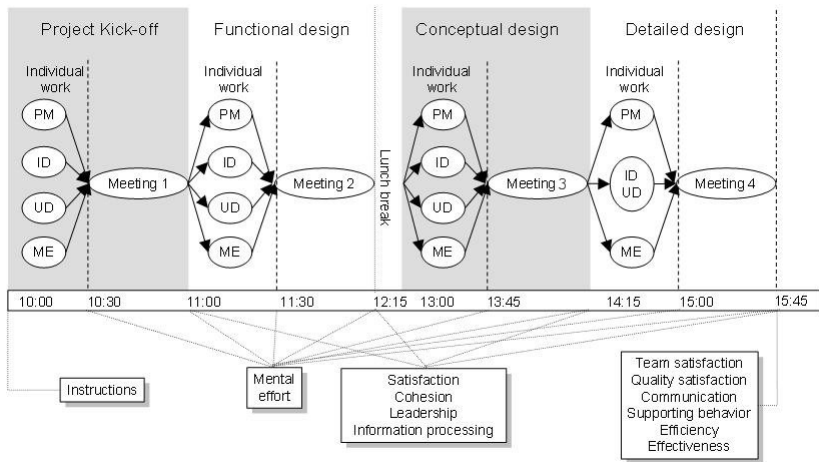 Project Kick-off
Functional design
Conceptual design
Detailed design
Individual
work
Individual
work
Individual
work
Individual
work
PM
PM
PM
PM
ID
ID
ID
ID
UD
Meeting 1
Meeting 2
Lunch break
Meeting 3
Meeting 4
UD
UD
UD
ME
ME
ME
ME
10:00
10:30
11:00
11:30
12:15
13:00
13:45
14:15
15:00
15:45
Instructions
Mental
effort
Satisfaction
Cohesion
Leadership
Information processing
Team satisfaction
Quality satisfaction
Communication
Supporting behavior
Efficiency
Effectiveness